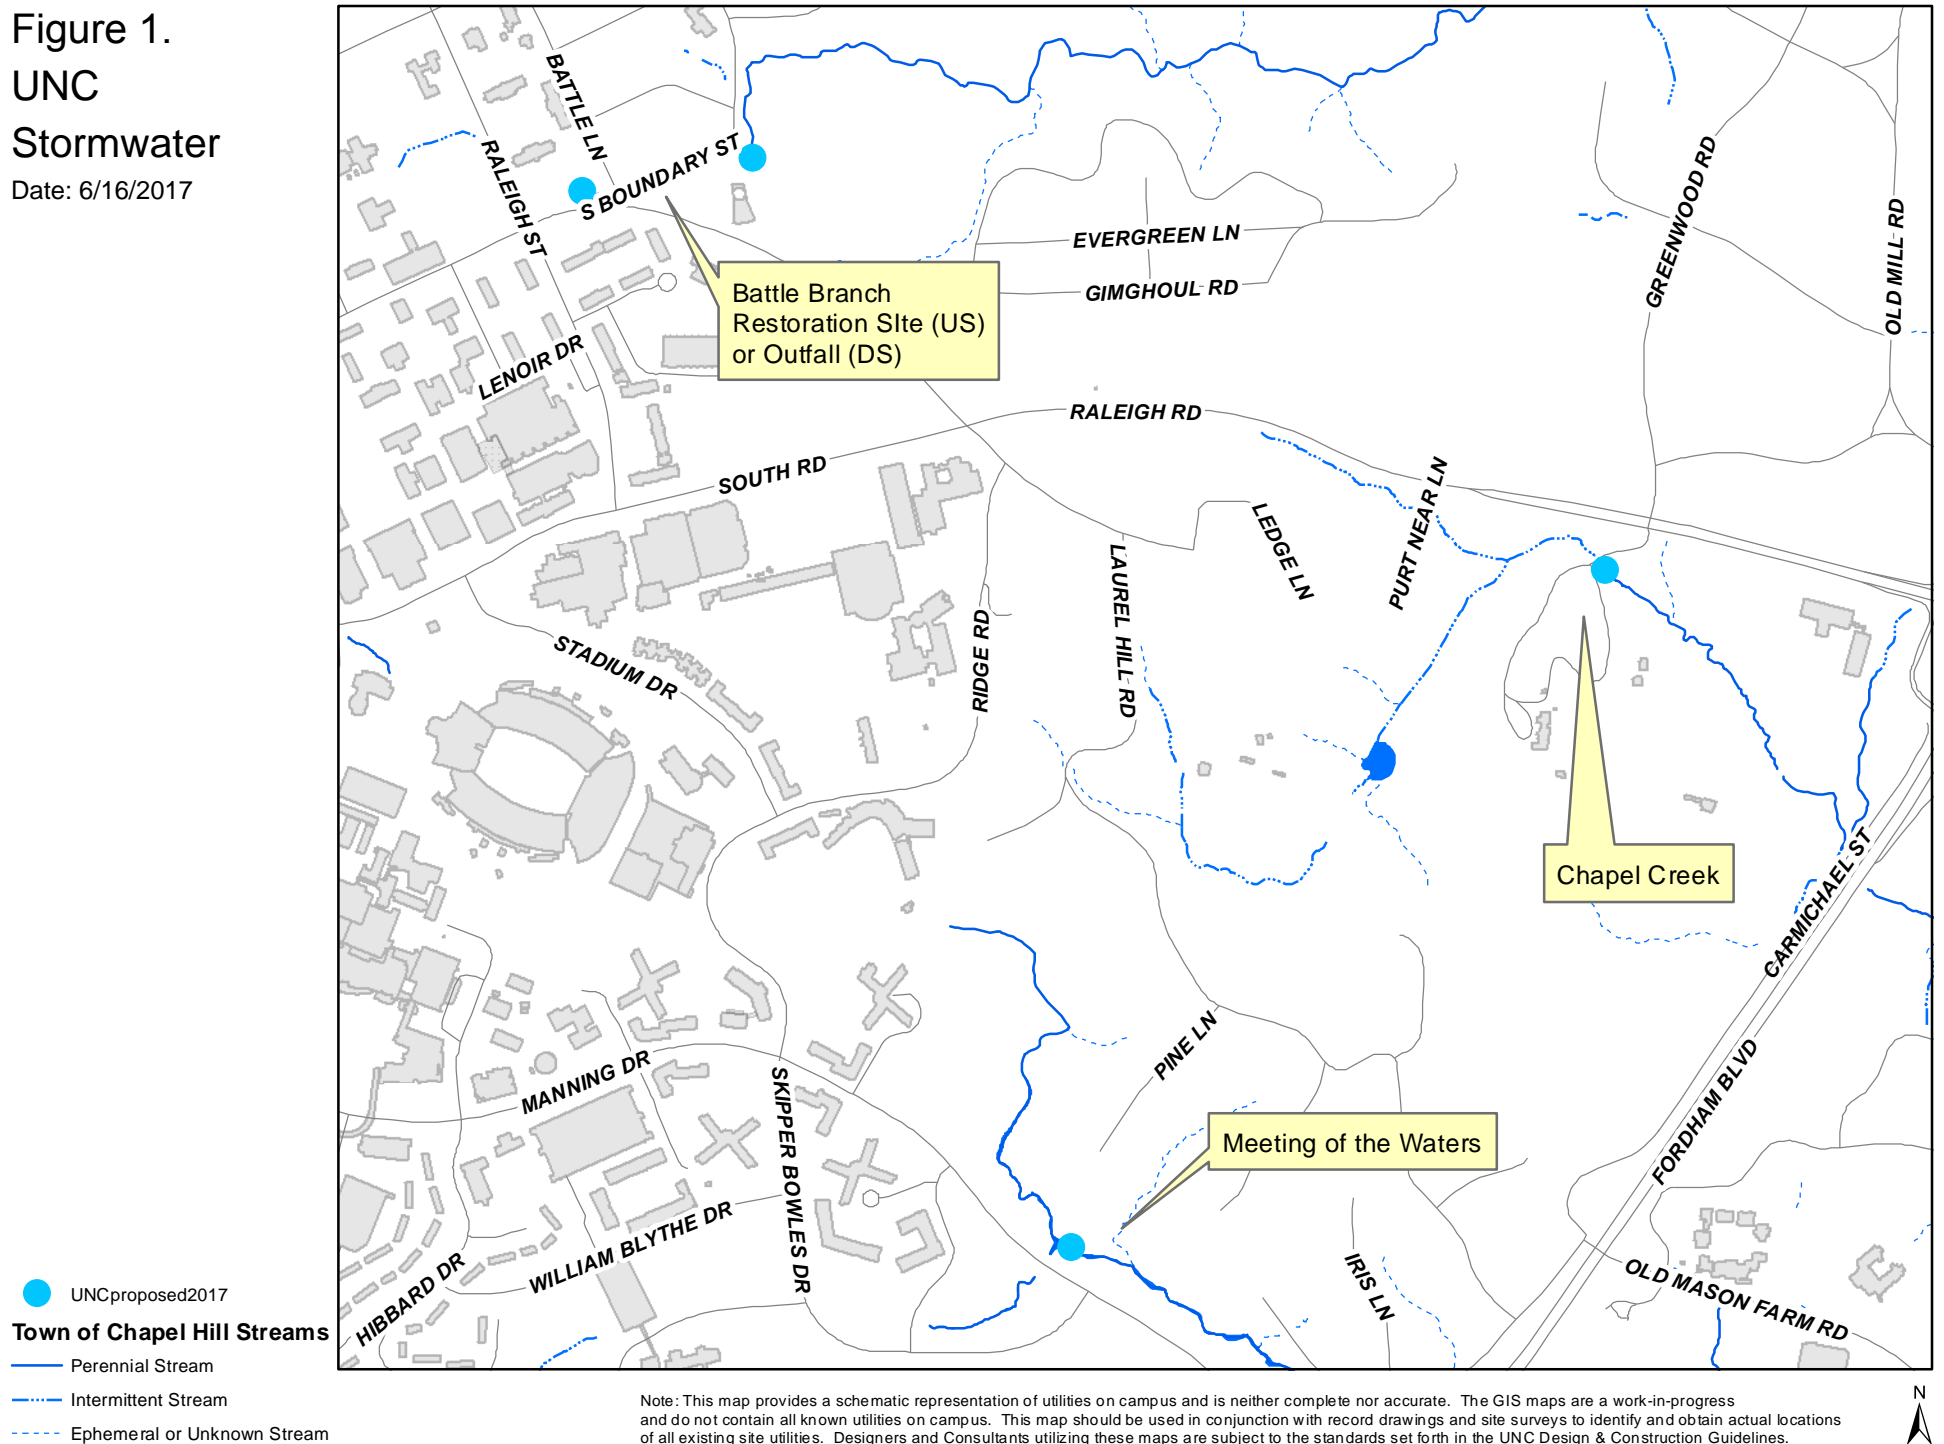 Figure 1.
UNC
Stormwater
Date: 6/16/2017
BATTLE LN
RALEIGH ST
S BOUNDARY ST
EVERGREEN LN
GIMGHOUL RD
GREENWOOD RD
OLD MILL RD
Battle Branch
Restoration SIte (US)
or Outfall (DS)
LENOIR DR
RALEIGH RD
SOUTH RD
LEDGE LN
PURT NEAR LN
LAUREL HILL RD
RIDGE RD
STADIUM DR
Chapel Creek
CARMICHAEL ST
FORDHAM BLVD
PINE LN
MANNING DR
SKIPPER BOWLES DR
Meeting of the Waters
WILLIAM BLYTHE DR
HIBBARD DR
IRIS LN
OLD MASON FARM RD
UNCproposed2017
Town of Chapel Hill Streams
Perennial Stream
Intermittent Stream
Ephemeral or Unknown Stream
Note: This map provides a schematic representation of utilities on campus and is neither complete nor accurate. The GIS maps are a work-in-progress
and do not contain all known utilities on campus. This map should be used in conjunction with record drawings and site surveys to identify and obtain actual locations
of all existing site utilities. Designers and Consultants utilizing these maps are subject to the standards set forth in the UNC Design & Construction Guidelines.
N